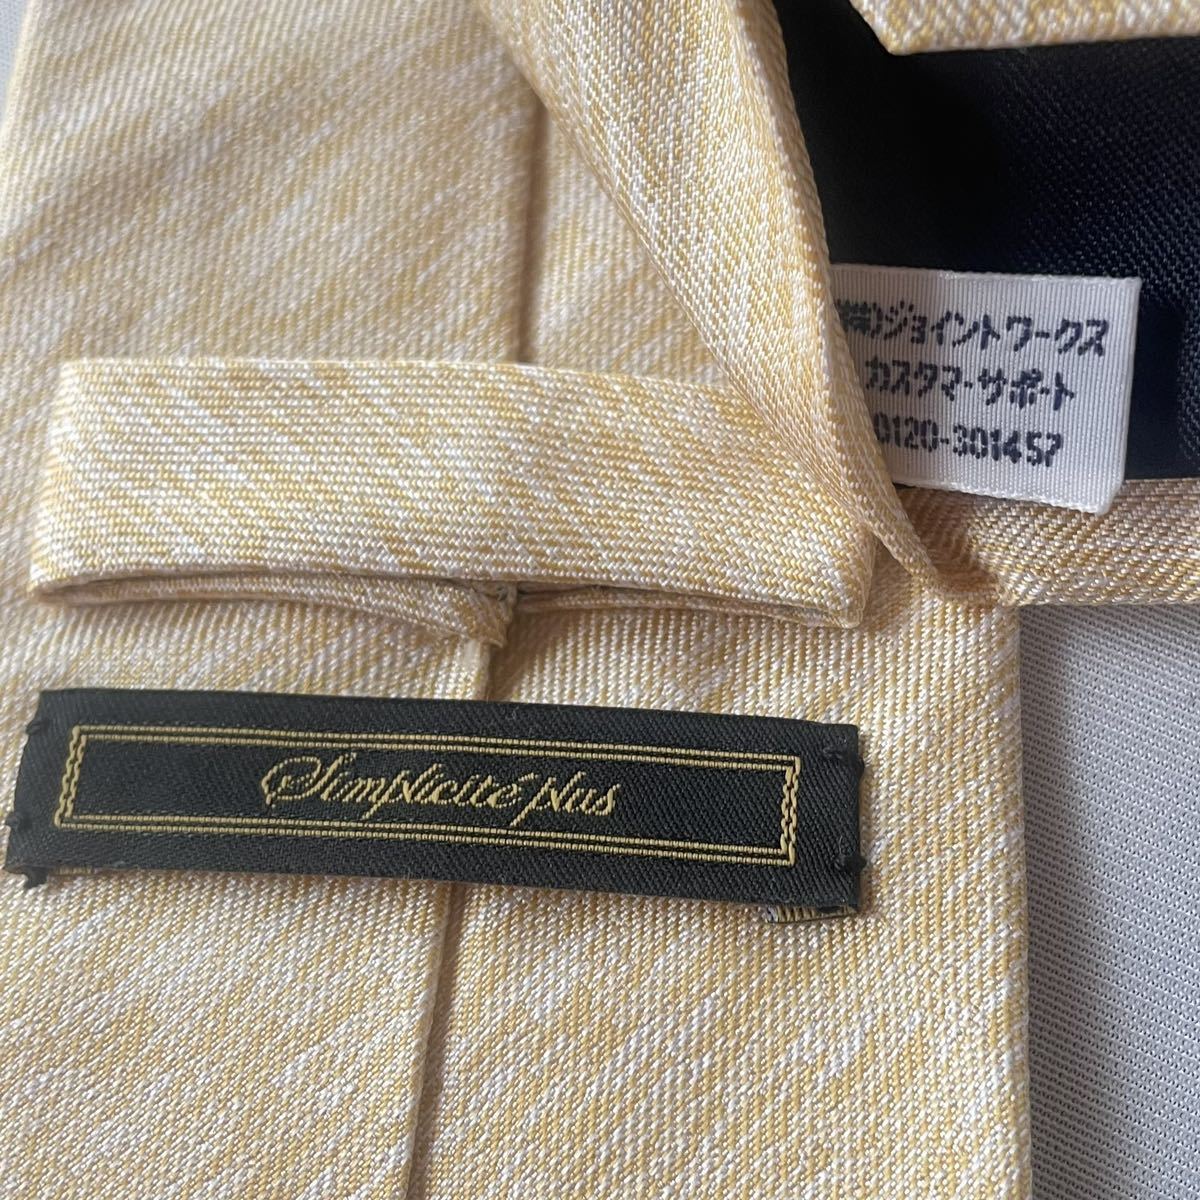 (株)ジョイントワークス
カスタマーサポート
0120-301457
Simplicité plus